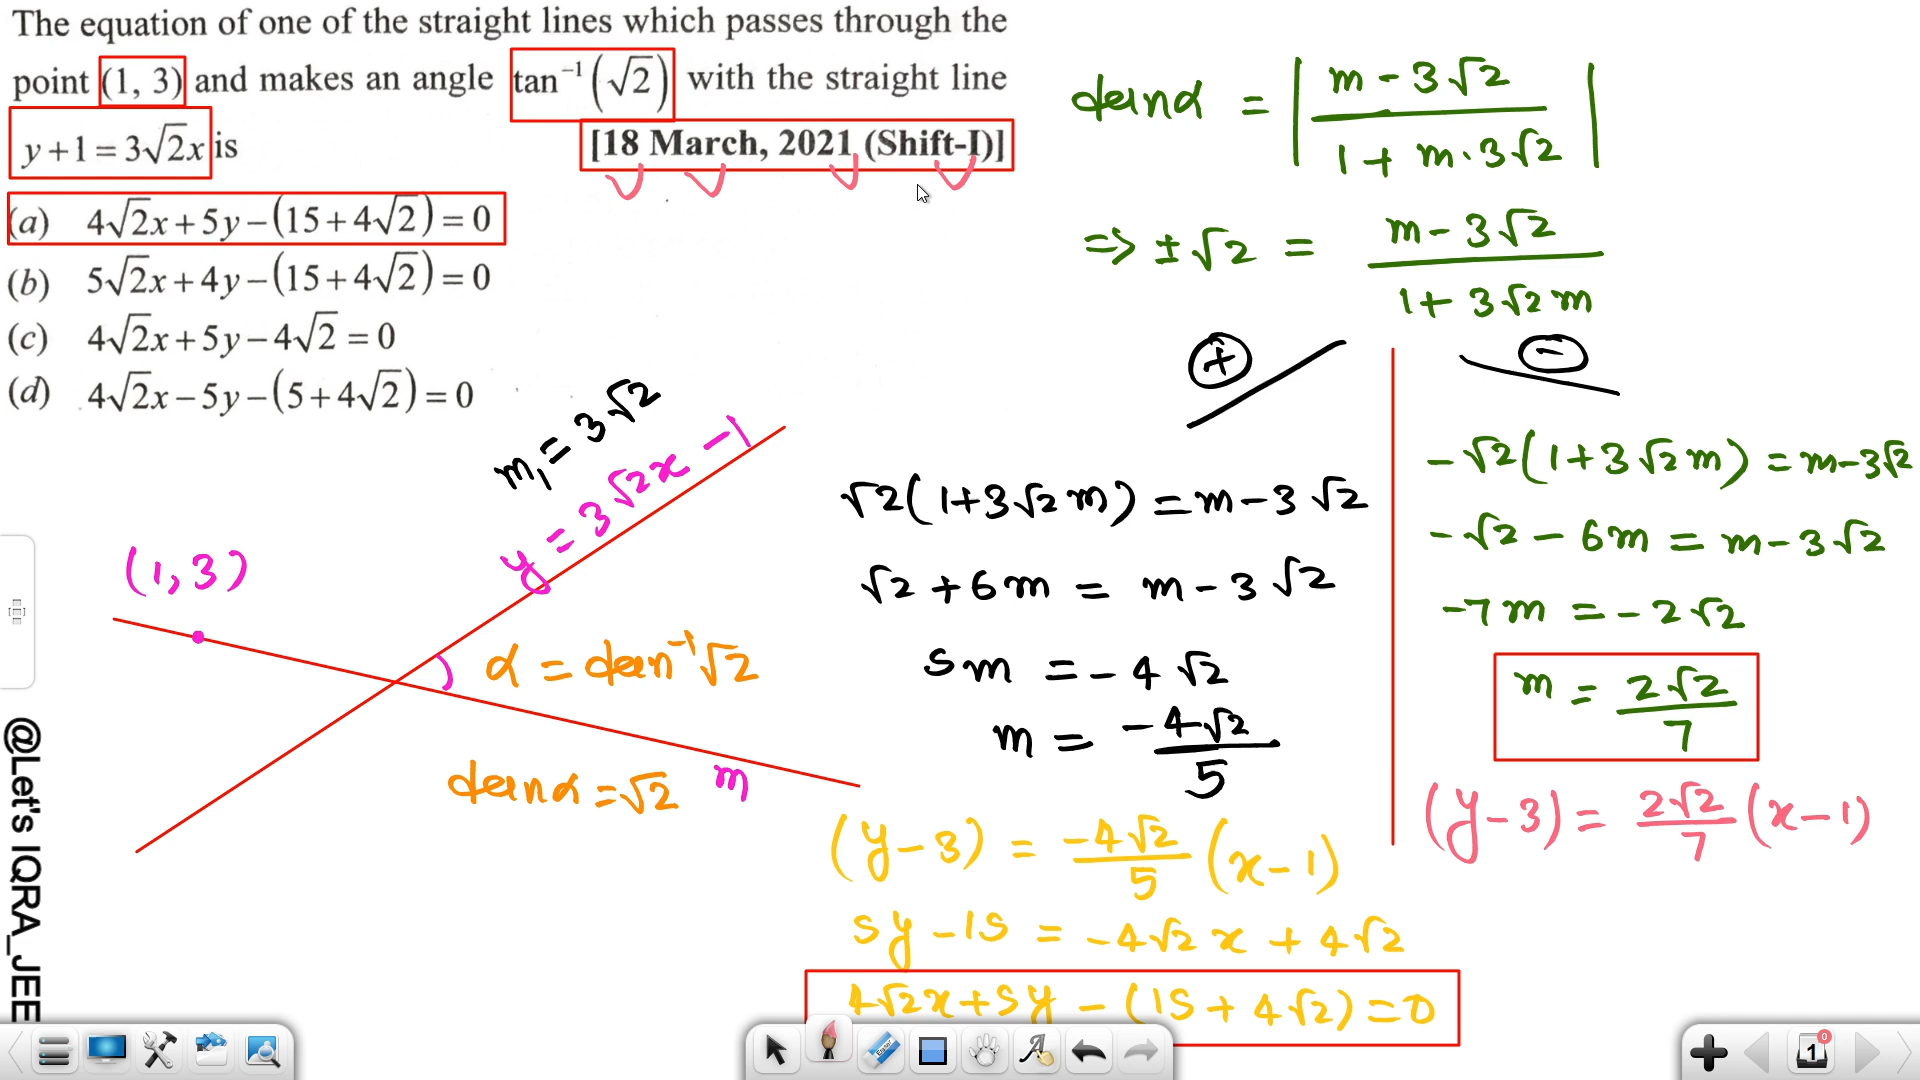 The equation of one of the straight lines which passes through the
point (1, 3) and makes an angle tan⁻¹(√2) with the straight line
y+1=3√2x is [18 March, 2021 (Shift-I)]
(a) 4√2x+5y−(15+4√2)=0
(b) 5√2x+4y−(15+4√2)=0
(c) 4√2x+5y−4√2=0
(d) 4√2x−5y−(5+4√2)=0
m₁=3√2
y=3√2x−1
(1,3)
α=tan⁻¹√2
tanα=√2
m
tanα = |(m−3√2)/(1+m·3√2)|
⇒ ±√2 = (m−3√2)/(1+3√2m)
+
√2(1+3√2m)=m−3√2
√2+6m = m−3√2
5m = −4√2
m = −4√2/5
(y−3) = −4√2/5 (x−1)
5y−15 = −4√2x+4√2
4√2x+5y−(15+4√2)=0
−
−√2(1+3√2m)=m−3√2
−√2−6m=m−3√2
−7m=−2√2
m = 2√2/7
(y−3)= 2√2/7 (x−1)
@Let's IQRA_JEE
Eraser
A
1
0